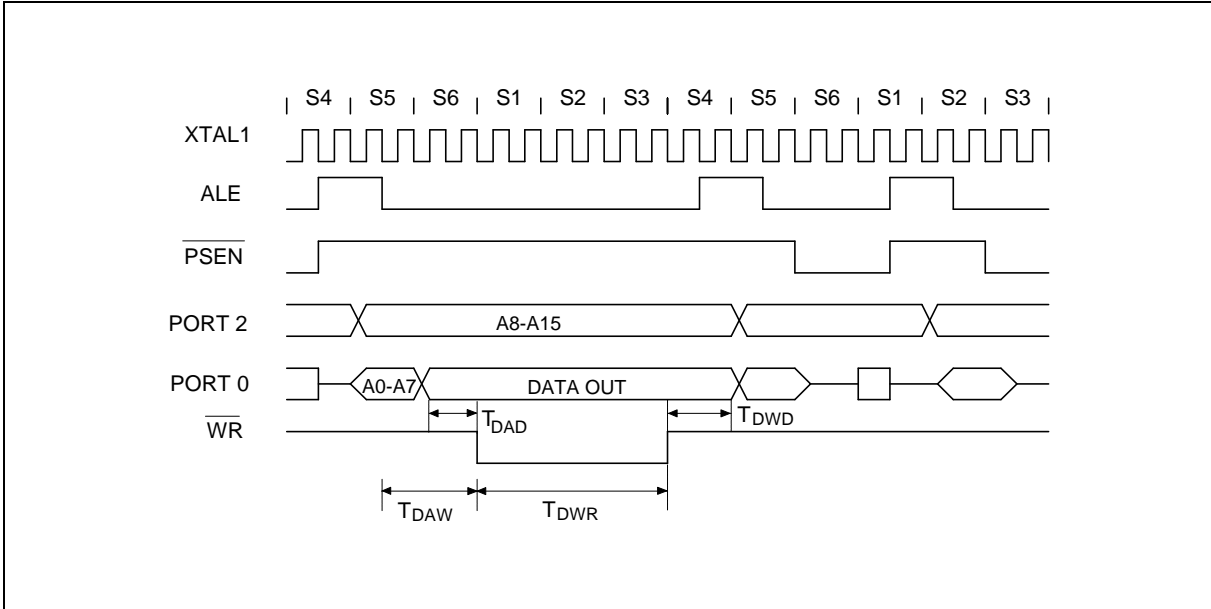 S4 S5 S6 S1 S2 S3 S4 S5 S6 S1 S2 S3
XTAL1
ALE
PSEN
PORT 2 A8-A15
PORT 0 A0-A7 DATA OUT
WR TDAD TDWD
TDAW TDWR